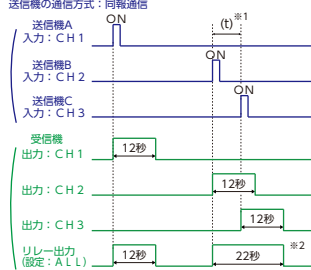 送信機の通信方式：同報通信
ON
(t)※1
送信機A
入力：CH1
ON
送信機B
入力：CH2
ON
送信機C
入力：CH3
受信機
出力：CH1
12秒
出力：CH2
12秒
出力：CH3
12秒
リレー出力
(設定：ALL)
12秒
22秒
※2